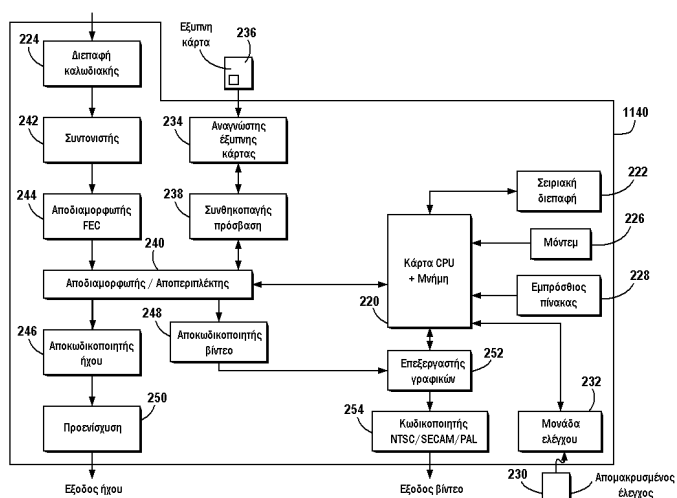 224
Διεπαφή
καλωδιακής
Εξυπνη
κάρτα
236
242
Συντονιστής
234
Αναγνώστης
έξυπνης
κάρτας
1140
244
Αποδιαμορφωτής
FEC
238
Συνθηκοπαγής
πρόσβαση
Σειριακή
διεπαφή
222
226
Μόντεμ
240
Αποδιαμορφωτής / Αποπεριπλέκτης
Κάρτα CPU
+ Μνήμη
220
Εμπρόσθιος
πίνακας
228
246
Αποκωδικοποιητής
ήχου
248
Αποκωδικοποιητής
βίντεο
Επεξεργαστής
γραφικών
252
232
250
Προενίσχυση
254
Κωδικοποιητής
NTSC/SECAM/PAL
Μονάδα
ελέγχου
Εξοδος ήχου
Εξοδος βίντεο
230
Απομακρυσμένος
έλεγχος